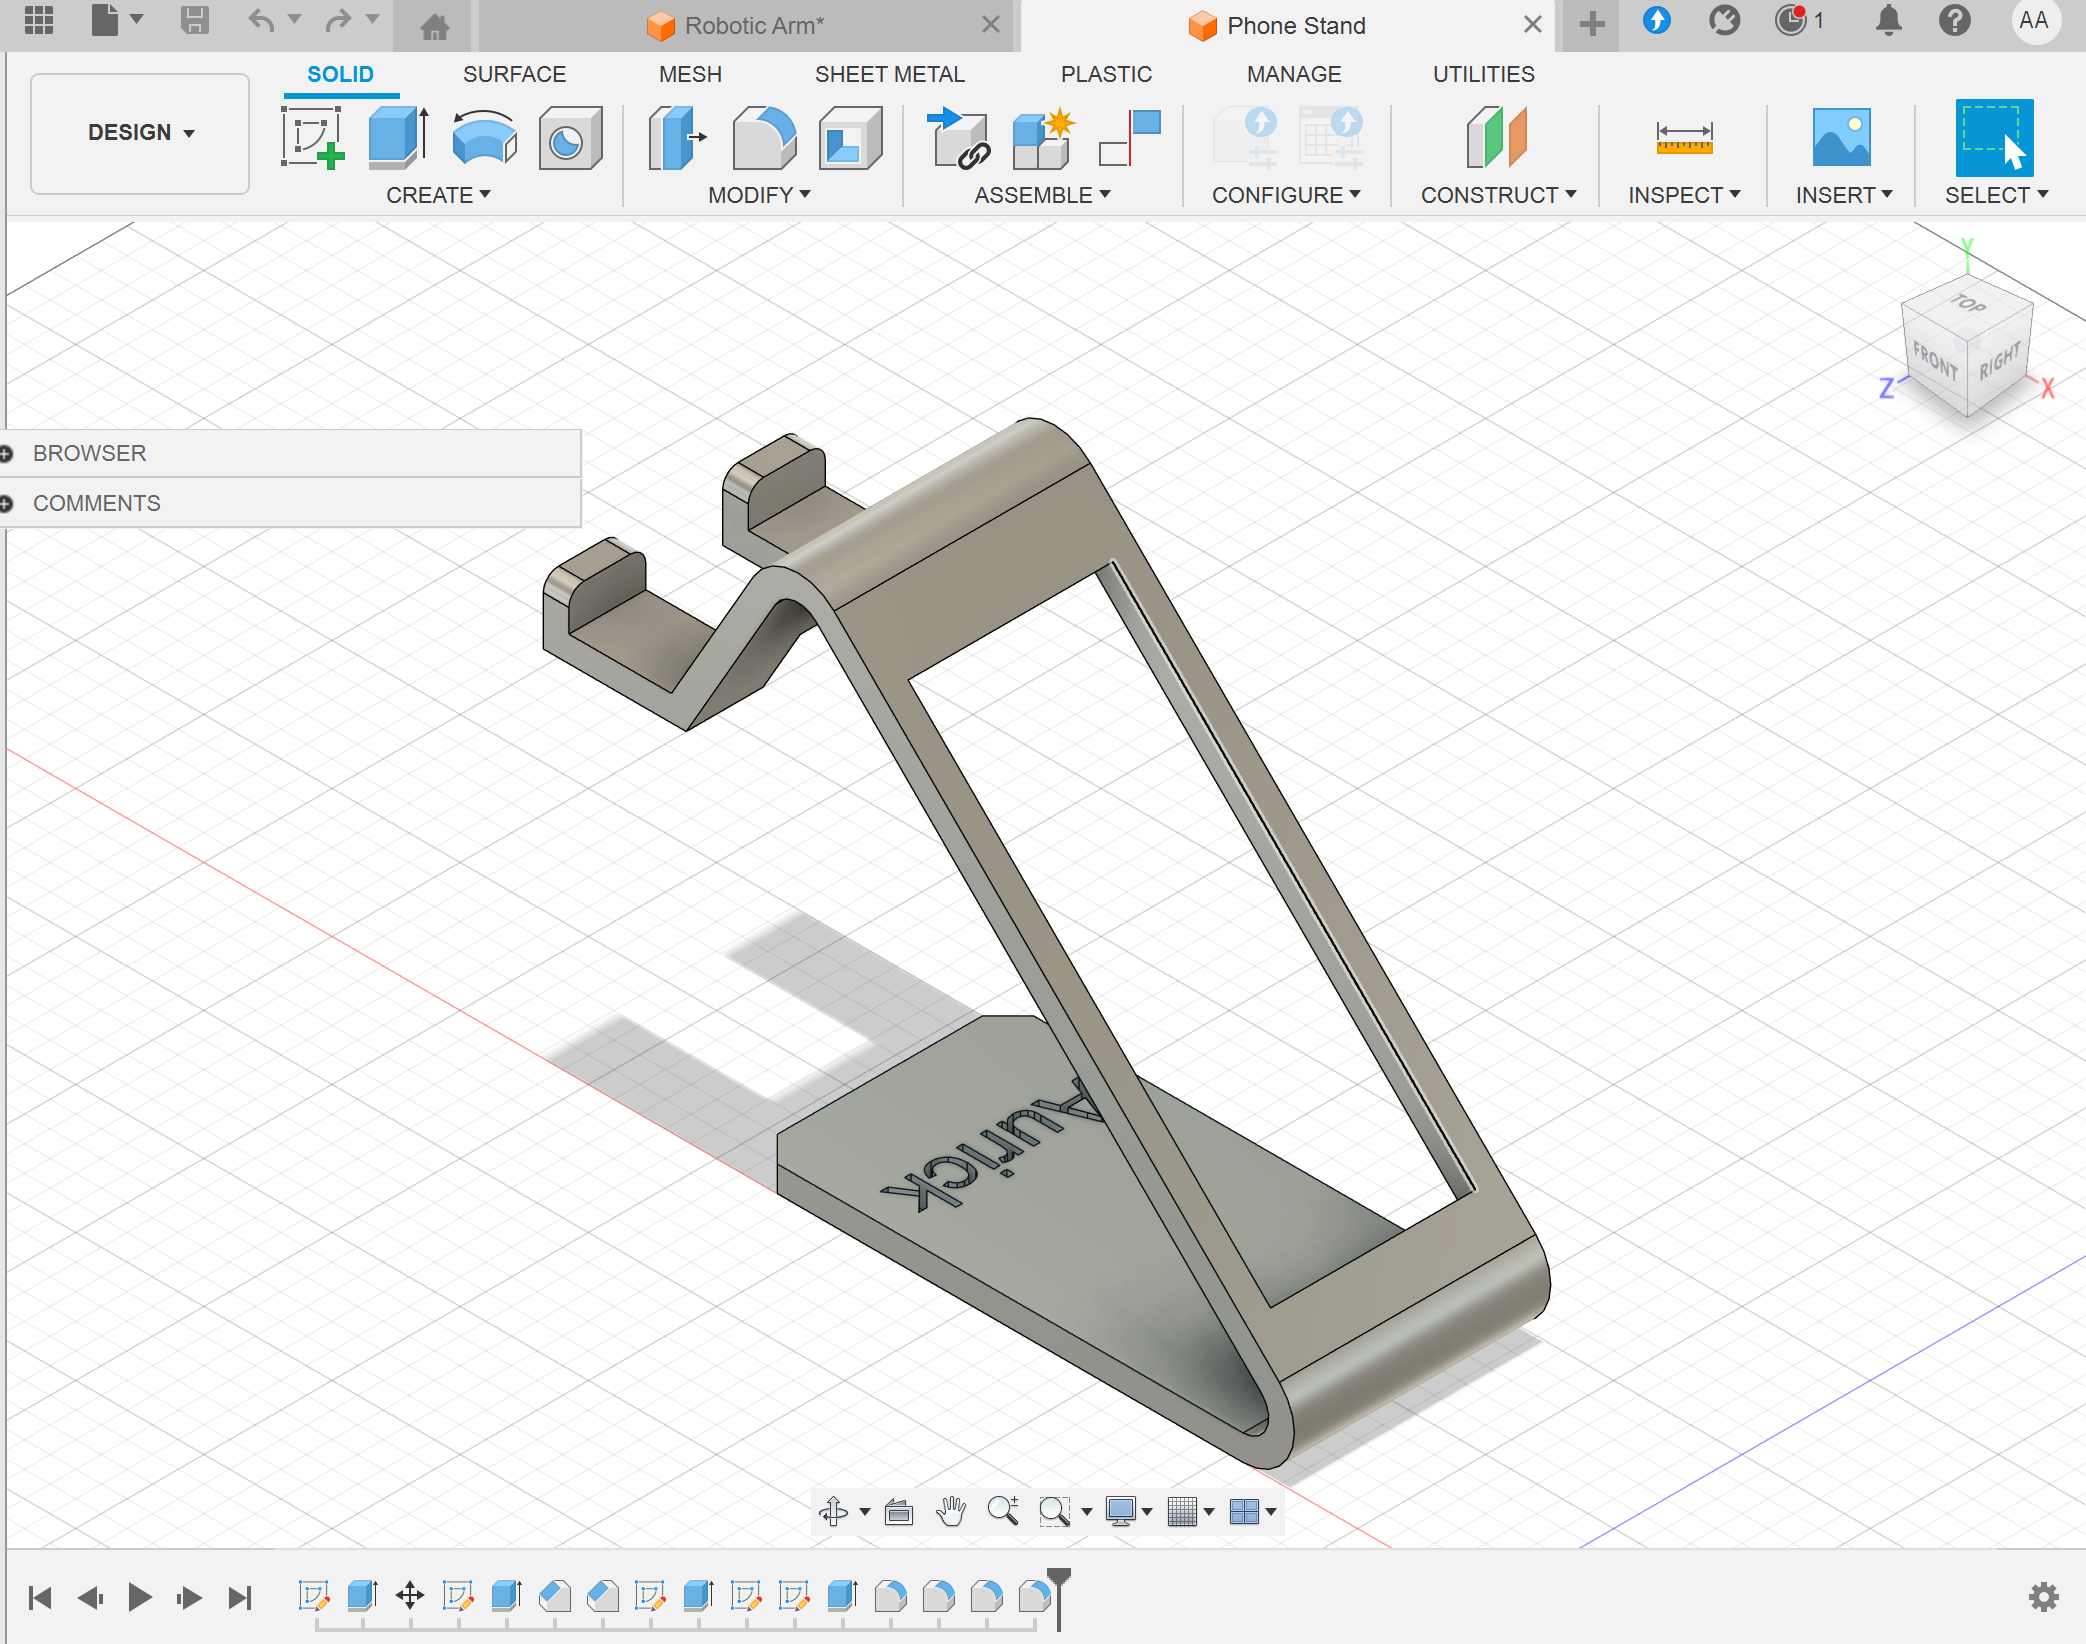 Robotic Arm*
Phone Stand
1
AA
DESIGN
SOLID
SURFACE
MESH
SHEET METAL
PLASTIC
MANAGE
UTILITIES
CREATE
MODIFY
ASSEMBLE
CONFIGURE
CONSTRUCT
INSPECT
INSERT
SELECT
Y
TOP
FRONT
RIGHT
Z
X
BROWSER
COMMENTS